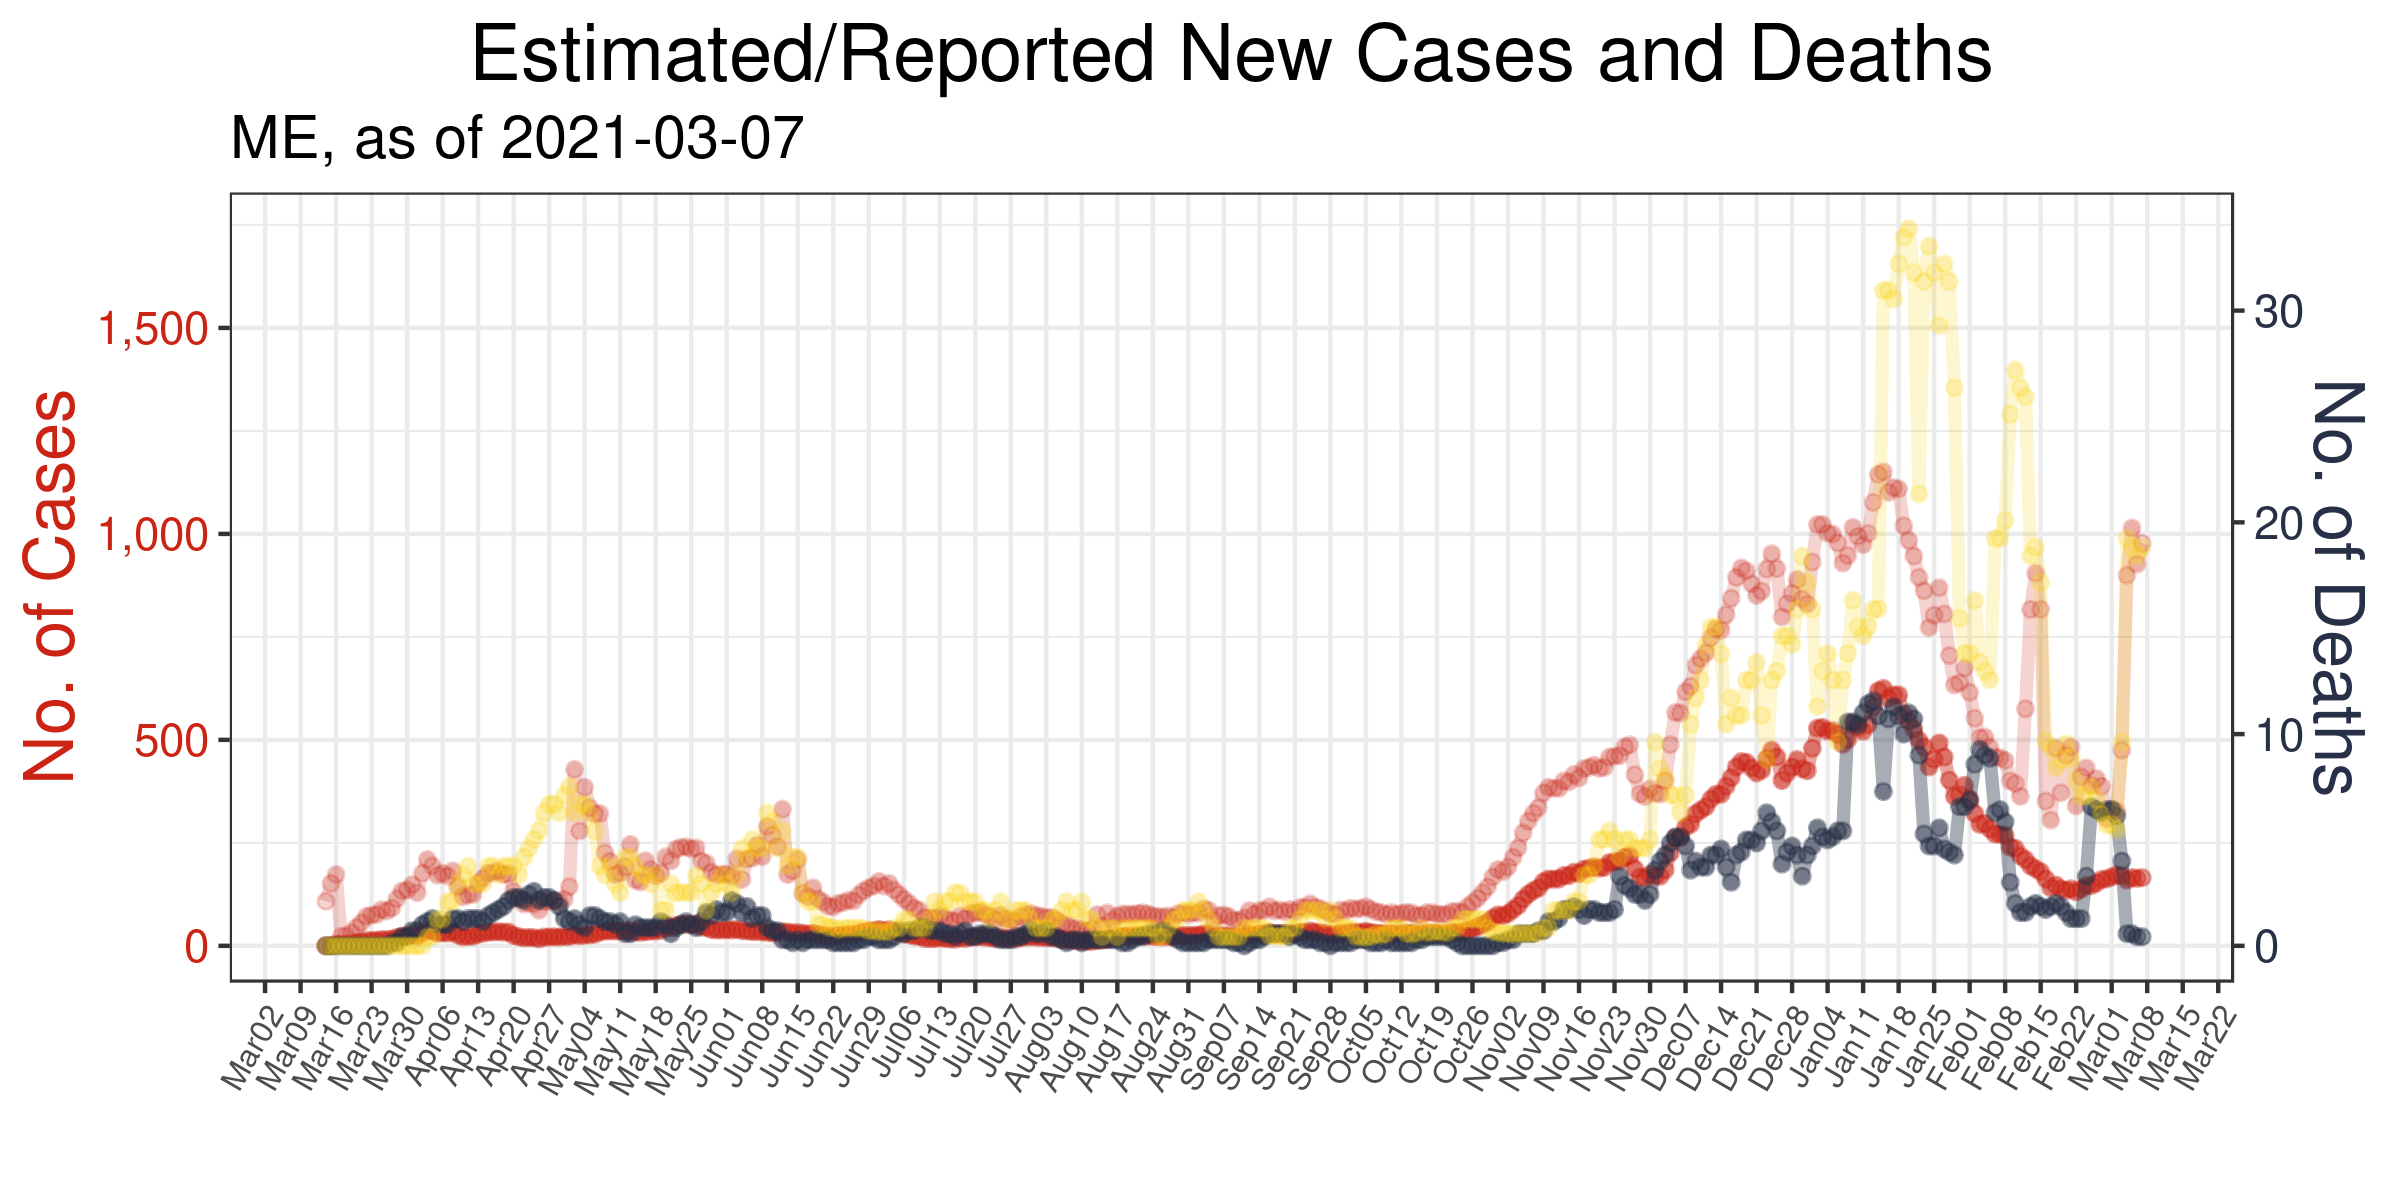 Estimated/Reported New Cases and Deaths
ME, as of 2021-03-07
No. of Cases
1,500
1,000
500
0
30
20
10
0
No. of Deaths
Mar02 Mar09 Mar16 Mar23 Mar30 Apr06 Apr13 Apr20 Apr27 May04 May11 May18 May25 Jun01 Jun08 Jun15 Jun22 Jun29 Jul06 Jul13 Jul20 Jul27 Aug03 Aug10 Aug17 Aug24 Aug31 Sep07 Sep14 Sep21 Sep28 Oct05 Oct12 Oct19 Oct26 Nov02 Nov09 Nov16 Nov23 Nov30 Dec07 Dec14 Dec21 Dec28 Jan04 Jan11 Jan18 Jan25 Feb01 Feb08 Feb15 Feb22 Mar01 Mar08 Mar15 Mar22